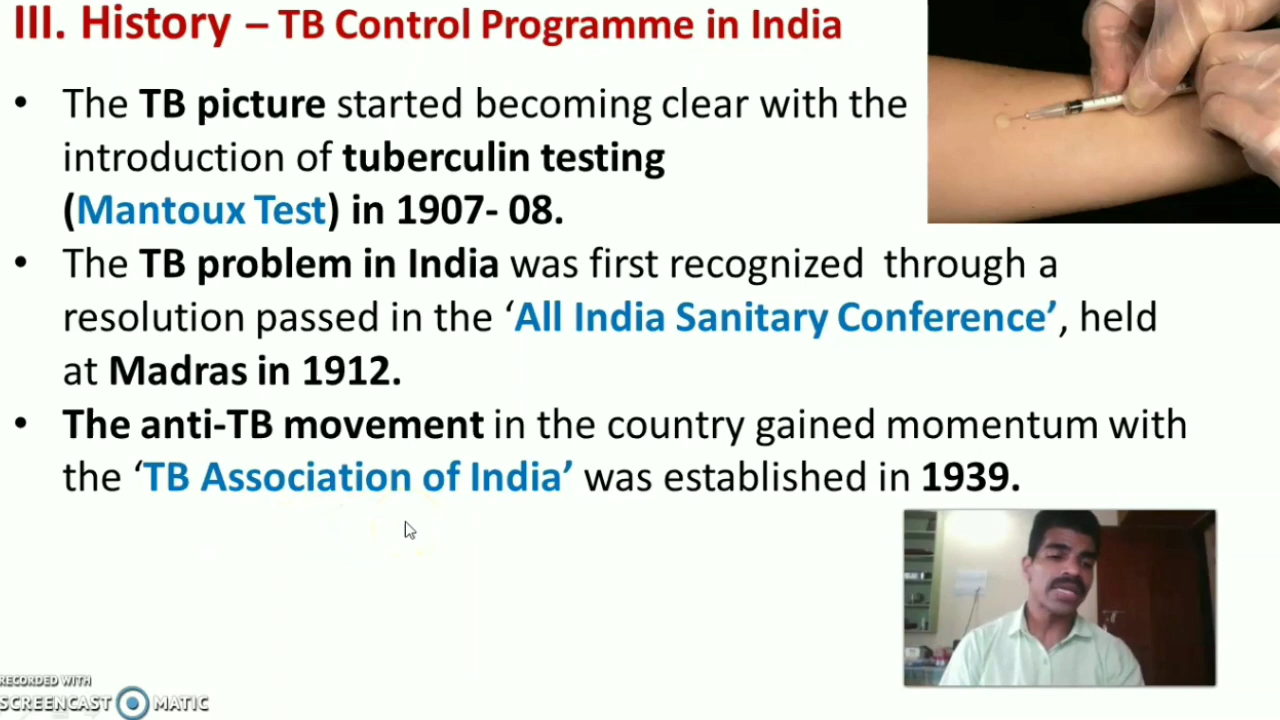 III. History – TB Control Programme in India
• The TB picture started becoming clear with the
introduction of tuberculin testing
(Mantoux Test) in 1907- 08.
• The TB problem in India was first recognized through a
resolution passed in the ‘All India Sanitary Conference’, held
at Madras in 1912.
• The anti-TB movement in the country gained momentum with
the ‘TB Association of India’ was established in 1939.
RECORDED WITH
SCREENCAST MATIC